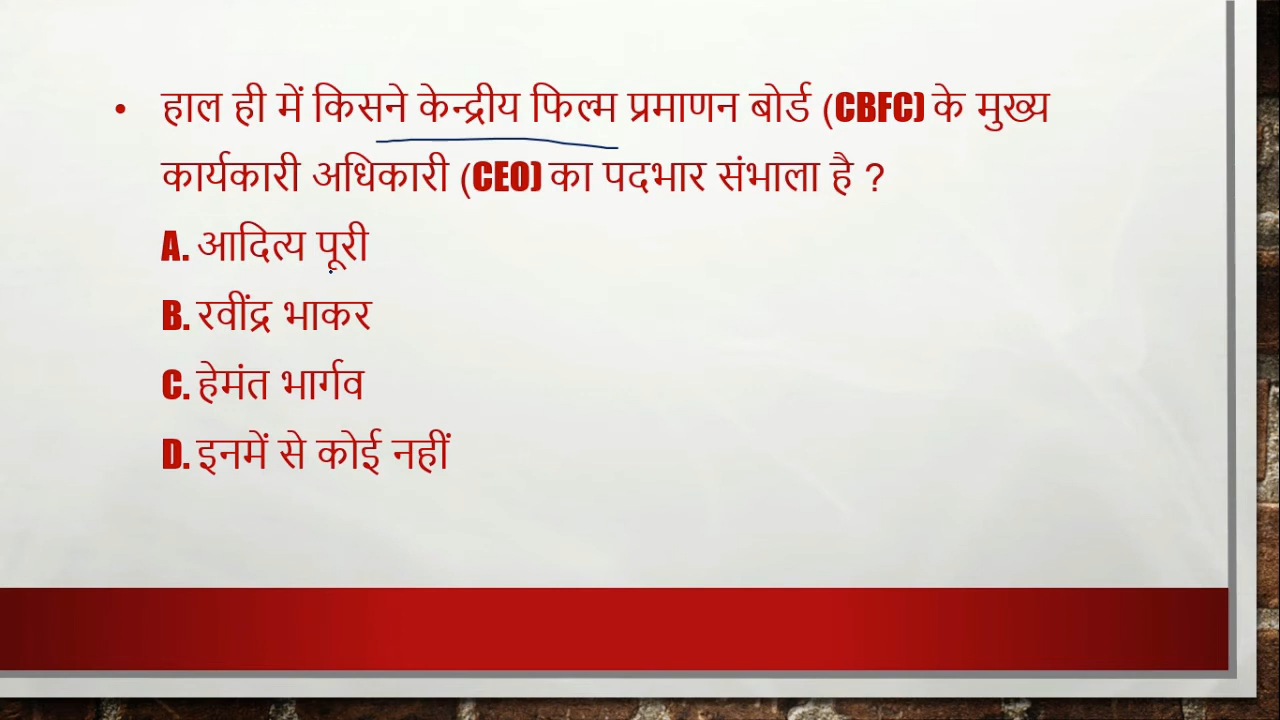 • हाल ही में किसने केन्द्रीय फिल्म प्रमाणन बोर्ड (CBFC) के मुख्य
कार्यकारी अधिकारी (CEO) का पदभार संभाला है ?
A. आदित्य पूरी
B. रवींद्र भाकर
C. हेमंत भार्गव
D. इनमें से कोई नहीं